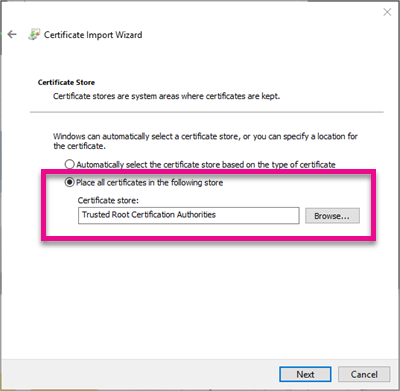 Certificate Import Wizard
Certificate Store
Certificate stores are system areas where certificates are kept.
Windows can automatically select a certificate store, or you can specify a location for
the certificate.
Automatically select the certificate store based on the type of certificate
Place all certificates in the following store
Certificate store:
Trusted Root Certification Authorities
Browse...
Next
Cancel